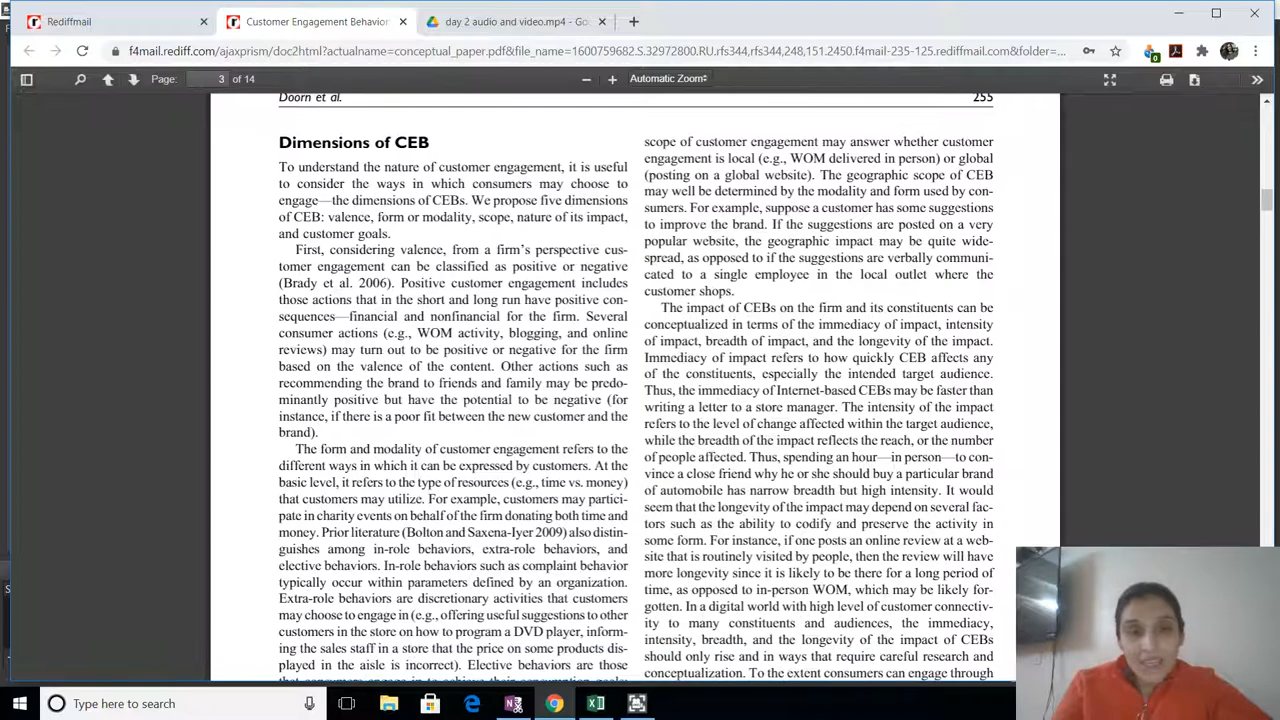 Rediffmail
Customer Engagement Behavior
day 2 audio and video.mp4 - Go
f4mail.rediff.com/ajaxprism/doc2html?actualname=conceptual_paper.pdf&file_name=1600759682.S.32972800.RU.rfs344,rfs344,248,151.2450.f4mail-235-125.rediffmail.com&folder=...
Page: 3 of 14
Automatic Zoom
Doorn et al.
255
Dimensions of CEB
To understand the nature of customer engagement, it is useful
to consider the ways in which consumers may choose to
engage—the dimensions of CEBs. We propose five dimensions
of CEB: valence, form or modality, scope, nature of its impact,
and customer goals.
First, considering valence, from a firm's perspective cus-
tomer engagement can be classified as positive or negative
(Brady et al. 2006). Positive customer engagement includes
those actions that in the short and long run have positive con-
sequences—financial and nonfinancial for the firm. Several
consumer actions (e.g., WOM activity, blogging, and online
reviews) may turn out to be positive or negative for the firm
based on the valence of the content. Other actions such as
recommending the brand to friends and family may be predo-
minantly positive but have the potential to be negative (for
instance, if there is a poor fit between the new customer and the
brand).
The form and modality of customer engagement refers to the
different ways in which it can be expressed by customers. At the
basic level, it refers to the type of resources (e.g., time vs. money)
that customers may utilize. For example, customers may partici-
pate in charity events on behalf of the firm donating both time and
money. Prior literature (Bolton and Saxena-Iyer 2009) also distin-
guishes among in-role behaviors, extra-role behaviors, and
elective behaviors. In-role behaviors such as complaint behavior
typically occur within parameters defined by an organization.
Extra-role behaviors are discretionary activities that customers
may choose to engage in (e.g., offering useful suggestions to other
customers in the store on how to program a DVD player, inform-
ing the sales staff in a store that the price on some products dis-
played in the aisle is incorrect). Elective behaviors are those
that consumers engage in to achieve their consumption goals;
scope of customer engagement may answer whether customer
engagement is local (e.g., WOM delivered in person) or global
(posting on a global website). The geographic scope of CEB
may well be determined by the modality and form used by con-
sumers. For example, suppose a customer has some suggestions
to improve the brand. If the suggestions are posted on a very
popular website, the geographic impact may be quite wide-
spread, as opposed to if the suggestions are verbally communi-
cated to a single employee in the local outlet where the
customer shops.
The impact of CEBs on the firm and its constituents can be
conceptualized in terms of the immediacy of impact, intensity
of impact, breadth of impact, and the longevity of the impact.
Immediacy of impact refers to how quickly CEB affects any
of the constituents, especially the intended target audience.
Thus, the immediacy of Internet-based CEBs may be faster than
writing a letter to a store manager. The intensity of the impact
refers to the level of change affected within the target audience,
while the breadth of the impact reflects the reach, or the number
of people affected. Thus, spending an hour—in person—to con-
vince a close friend why he or she should buy a particular brand
of automobile has narrow breadth but high intensity. It would
seem that the longevity of the impact may depend on several fac-
tors such as the ability to codify and preserve the activity in
some form. For instance, if one posts an online review at a web-
site that is routinely visited by people, then the review will have
more longevity since it is likely to be there for a long period of
time, as opposed to in-person WOM, which may be likely for-
gotten. In a digital world with high level of customer connectiv-
ity to many constituents and audiences, the immediacy,
intensity, breadth, and the longevity of the impact of CEBs
should only rise and in ways that require careful research and
conceptualization. To the extent consumers can engage through
Type here to search